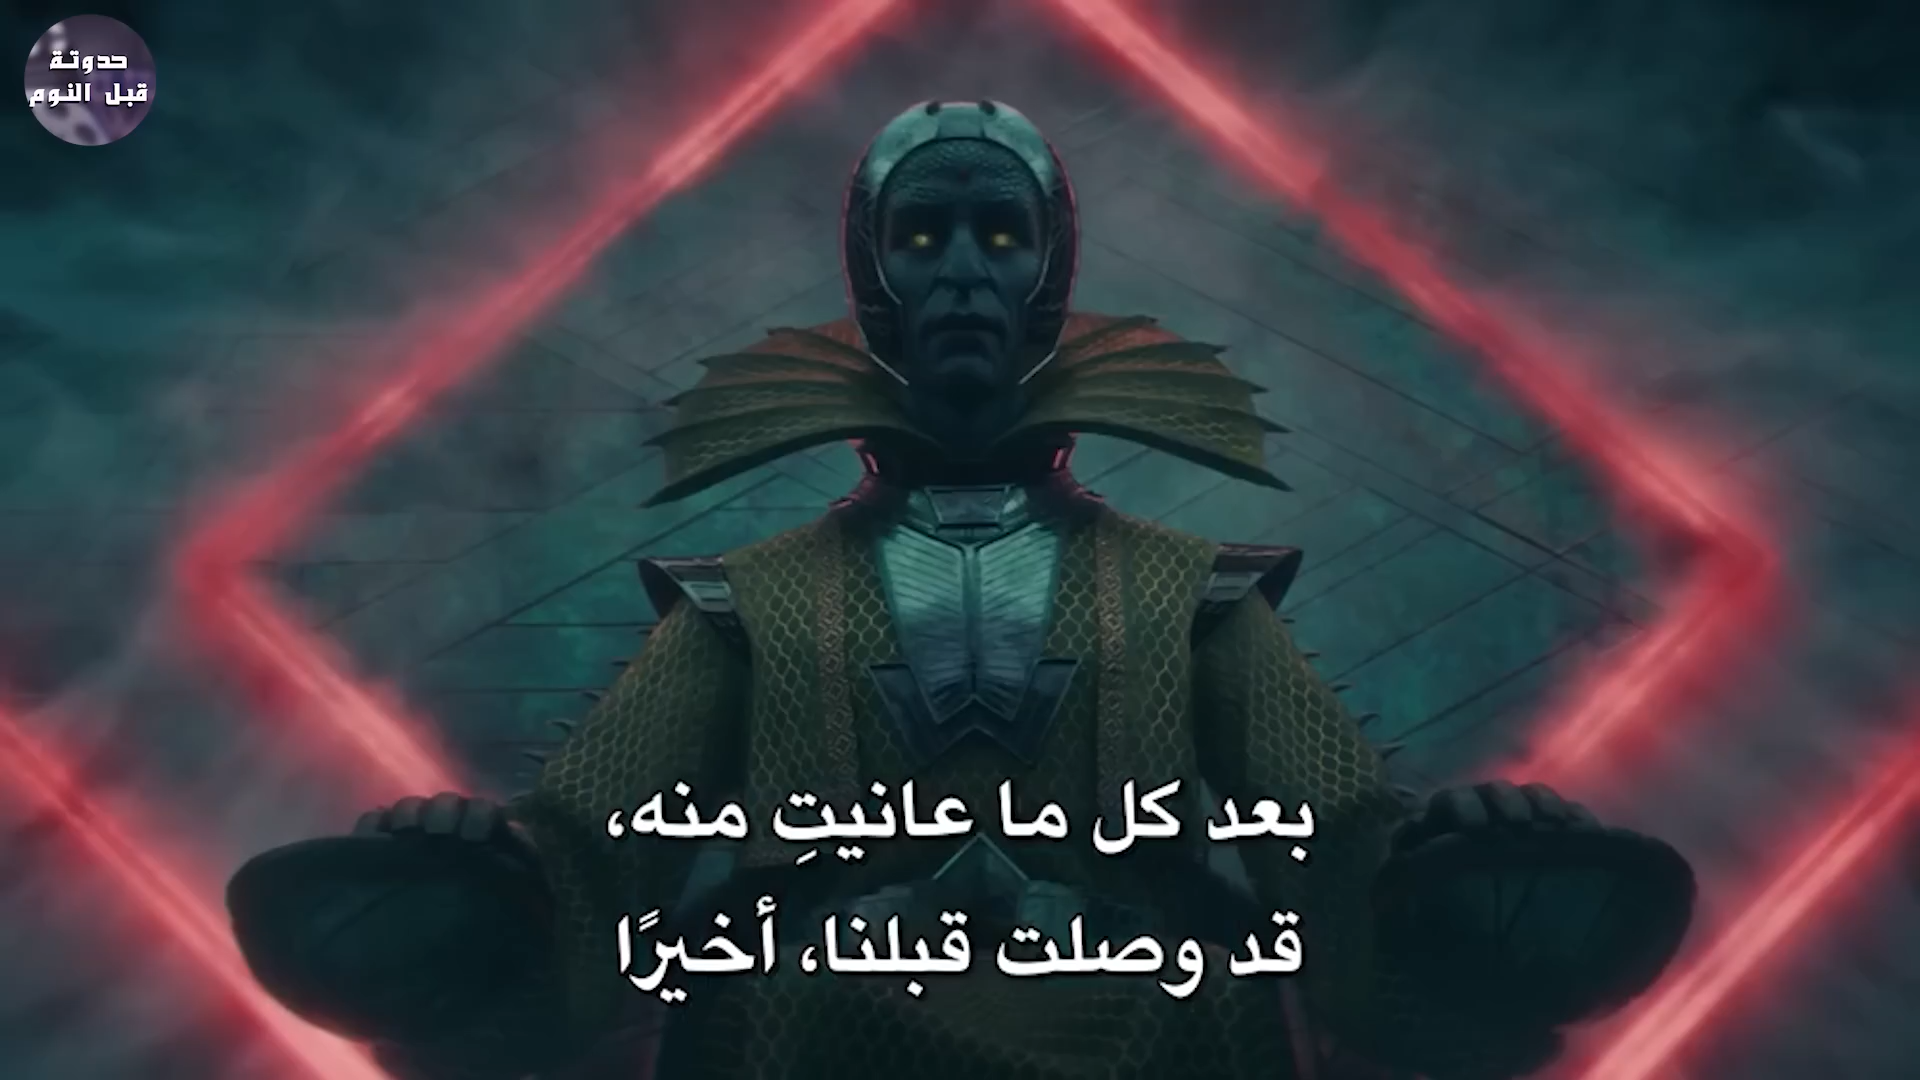 حدوتة
قبل النوم
بعد كل ما عانيتِ منه،
قد وصلت قبلنا، أخيرًا